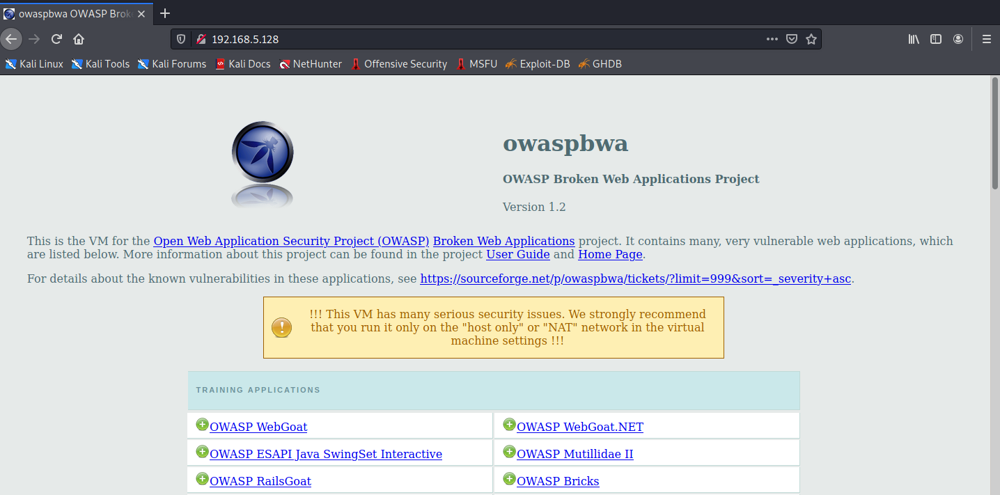 owaspbwa OWASP Brok
192.168.5.128
Kali Linux Kali Tools Kali Forums Kali Docs NetHunter Offensive Security MSFU Exploit-DB GHDB
owaspbwa
OWASP Broken Web Applications Project
Version 1.2
This is the VM for the Open Web Application Security Project (OWASP) Broken Web Applications project. It contains many, very vulnerable web applications, which
are listed below. More information about this project can be found in the project User Guide and Home Page.
For details about the known vulnerabilities in these applications, see https://sourceforge.net/p/owaspbwa/tickets/?limit=999&sort=_severity+asc.
!!! This VM has many serious security issues. We strongly recommend
that you run it only on the "host only" or "NAT" network in the virtual
machine settings !!!
TRAINING APPLICATIONS
OWASP WebGoat OWASP WebGoat.NET
OWASP ESAPI Java SwingSet Interactive OWASP Mutillidae II
OWASP RailsGoat OWASP Bricks